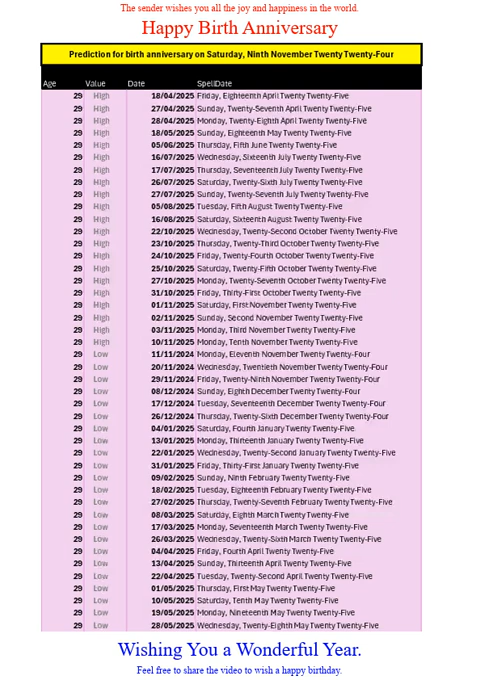 The sender wishes you all the joy and happiness in the world.
Happy Birth Anniversary
Prediction for birth anniversary on Saturday, Ninth November Twenty Twenty-Four
Age Value Date SpellDate
29 High 18/04/2025 Friday, Eighteenth April Twenty Twenty-Five
29 High 27/04/2025 Sunday, Twenty-Seventh April Twenty Twenty-Five
29 High 28/04/2025 Monday, Twenty-Eighth April Twenty Twenty-Five
29 High 18/05/2025 Sunday, Eighteenth May Twenty Twenty-Five
29 High 05/06/2025 Thursday, Fifth June Twenty Twenty-Five
29 High 16/07/2025 Wednesday, Sixteenth July Twenty Twenty-Five
29 High 17/07/2025 Thursday, Seventeenth July Twenty Twenty-Five
29 High 26/07/2025 Saturday, Twenty-Sixth July Twenty Twenty-Five
29 High 27/07/2025 Sunday, Twenty-Seventh July Twenty Twenty-Five
29 High 05/08/2025 Tuesday, Fifth August Twenty Twenty-Five
29 High 16/08/2025 Saturday, Sixteenth August Twenty Twenty-Five
29 High 22/10/2025 Wednesday, Twenty-Second October Twenty Twenty-Five
29 High 23/10/2025 Thursday, Twenty-Third October Twenty Twenty-Five
29 High 24/10/2025 Friday, Twenty-Fourth October Twenty Twenty-Five
29 High 25/10/2025 Saturday, Twenty-Fifth October Twenty Twenty-Five
29 High 27/10/2025 Monday, Twenty-Seventh October Twenty Twenty-Five
29 High 31/10/2025 Friday, Thirty-First October Twenty Twenty-Five
29 High 01/11/2025 Saturday, First November Twenty Twenty-Five
29 High 02/11/2025 Sunday, Second November Twenty Twenty-Five
29 High 03/11/2025 Monday, Third November Twenty Twenty-Five
29 High 10/11/2025 Monday, Tenth November Twenty Twenty-Five
29 Low 11/11/2024 Monday, Eleventh November Twenty Twenty-Four
29 Low 20/11/2024 Wednesday, Twentieth November Twenty Twenty-Four
29 Low 29/11/2024 Friday, Twenty-Ninth November Twenty Twenty-Four
29 Low 08/12/2024 Sunday, Eighth December Twenty Twenty-Four
29 Low 17/12/2024 Tuesday, Seventeenth December Twenty Twenty-Four
29 Low 26/12/2024 Thursday, Twenty-Sixth December Twenty Twenty-Four
29 Low 04/01/2025 Saturday, Fourth January Twenty Twenty-Five
29 Low 13/01/2025 Monday, Thirteenth January Twenty Twenty-Five
29 Low 22/01/2025 Wednesday, Twenty-Second January Twenty Twenty-Five
29 Low 31/01/2025 Friday, Thirty-First January Twenty Twenty-Five
29 Low 09/02/2025 Sunday, Ninth February Twenty Twenty-Five
29 Low 18/02/2025 Tuesday, Eighteenth February Twenty Twenty-Five
29 Low 27/02/2025 Thursday, Twenty-Seventh February Twenty Twenty-Five
29 Low 08/03/2025 Saturday, Eighth March Twenty Twenty-Five
29 Low 17/03/2025 Monday, Seventeenth March Twenty Twenty-Five
29 Low 26/03/2025 Wednesday, Twenty-Sixth March Twenty Twenty-Five
29 Low 04/04/2025 Friday, Fourth April Twenty Twenty-Five
29 Low 13/04/2025 Sunday, Thirteenth April Twenty Twenty-Five
29 Low 22/04/2025 Tuesday, Twenty-Second April Twenty Twenty-Five
29 Low 01/05/2025 Thursday, First May Twenty Twenty-Five
29 Low 10/05/2025 Saturday, Tenth May Twenty Twenty-Five
29 Low 19/05/2025 Monday, Nineteenth May Twenty Twenty-Five
29 Low 28/05/2025 Wednesday, Twenty-Eighth May Twenty Twenty-Five
Wishing You a Wonderful Year.
Feel free to share the video to wish a happy birthday.